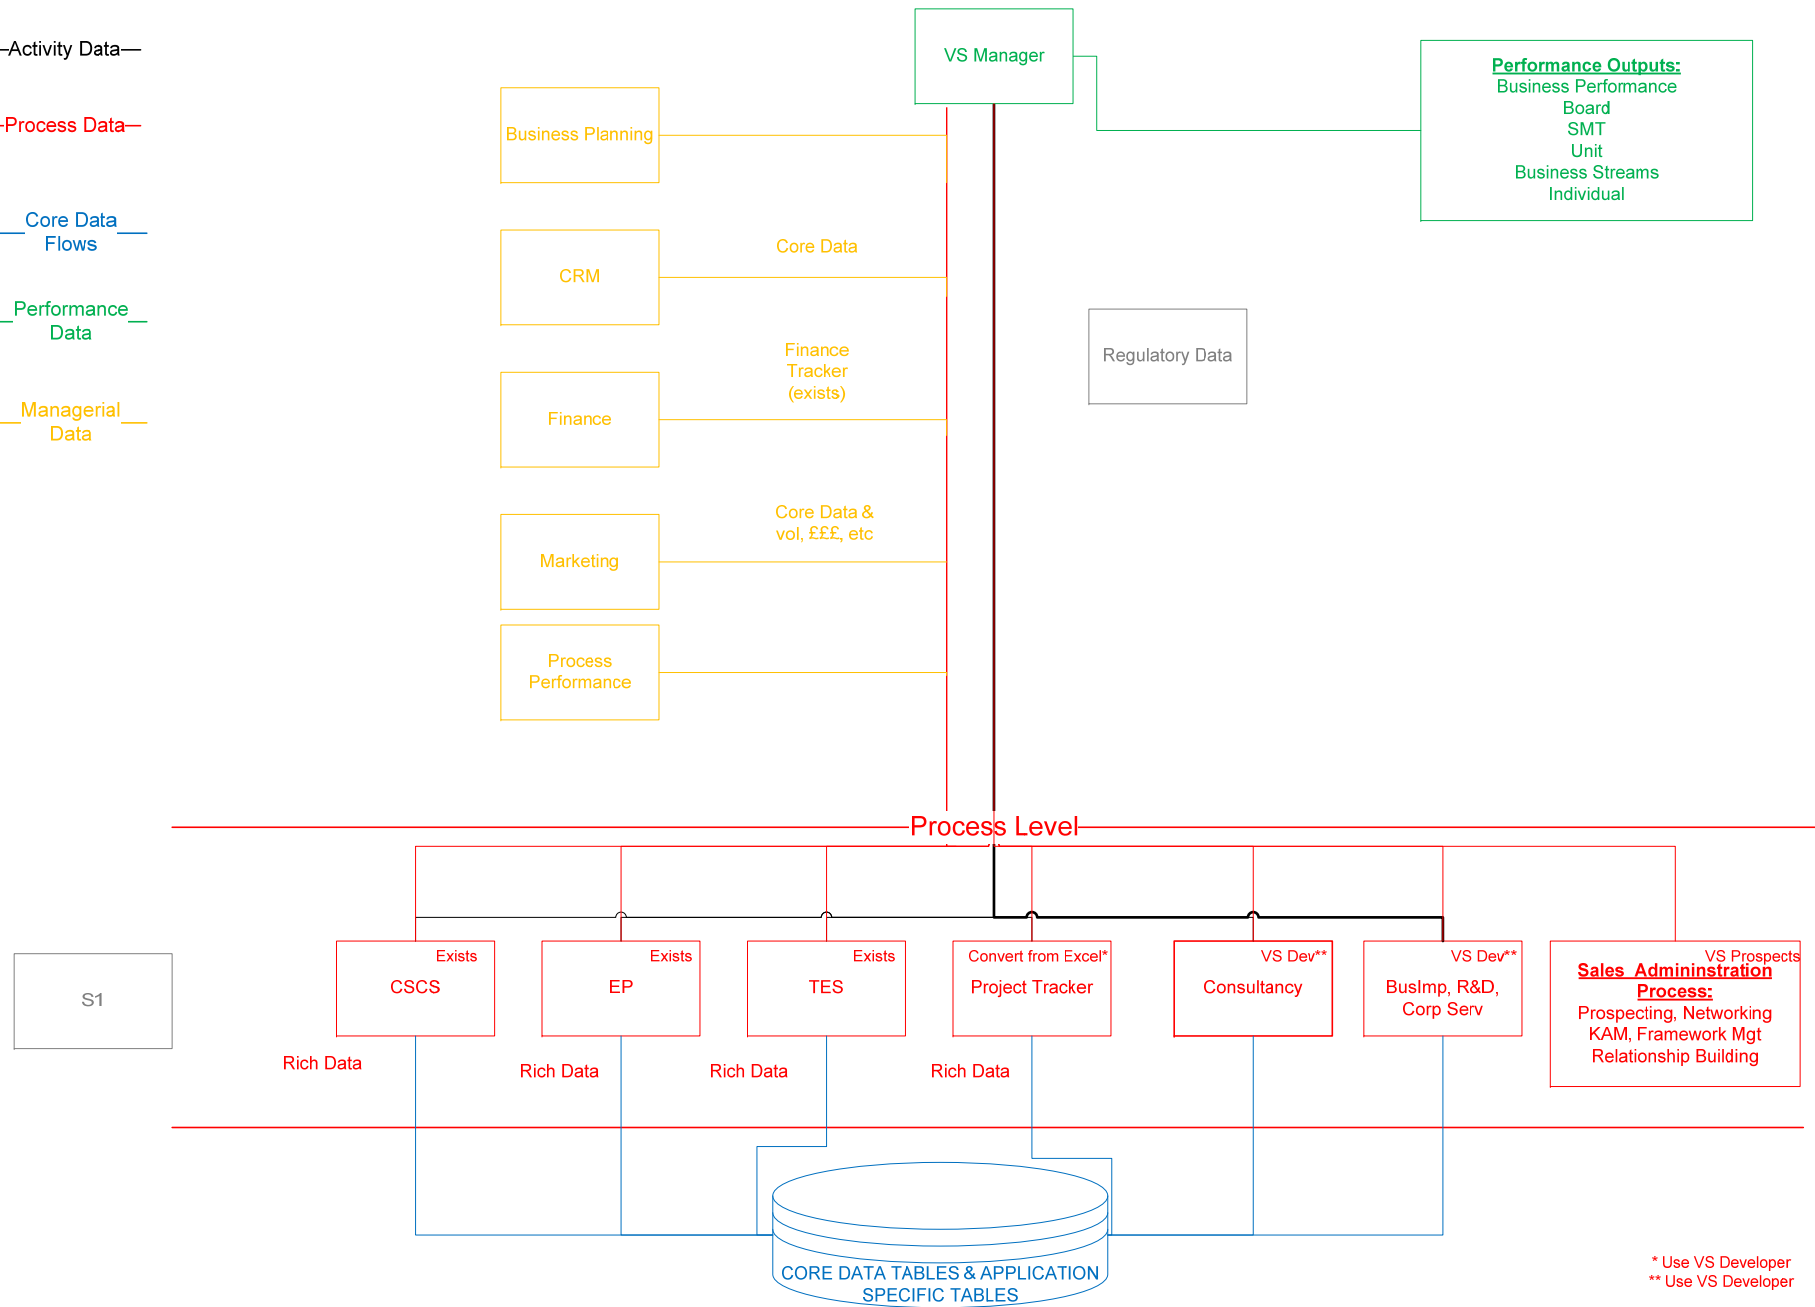 Activity Data
Process Data
Core Data
Flows
Performance
Data
Managerial
Data
VS Manager
Performance Outputs:
Business Performance
Board
SMT
Unit
Business Streams
Individual
Business Planning
CRM
Core Data
Finance
Tracker
(exists)
Finance
Regulatory Data
Core Data &
vol, £££, etc
Marketing
Process
Performance
Process Level
S1
Exists
CSCS
Exists
EP
Exists
TES
Convert from Excel*
Project Tracker
VS Dev**
Consultancy
VS Dev**
BusImp, R&D,
Corp Serv
VS Prospects
Sales Admininstration
Process:
Prospecting, Networking
KAM, Framework Mgt
Relationship Building
Rich Data
Rich Data
Rich Data
Rich Data
CORE DATA TABLES & APPLICATION
SPECIFIC TABLES
* Use VS Developer
** Use VS Developer